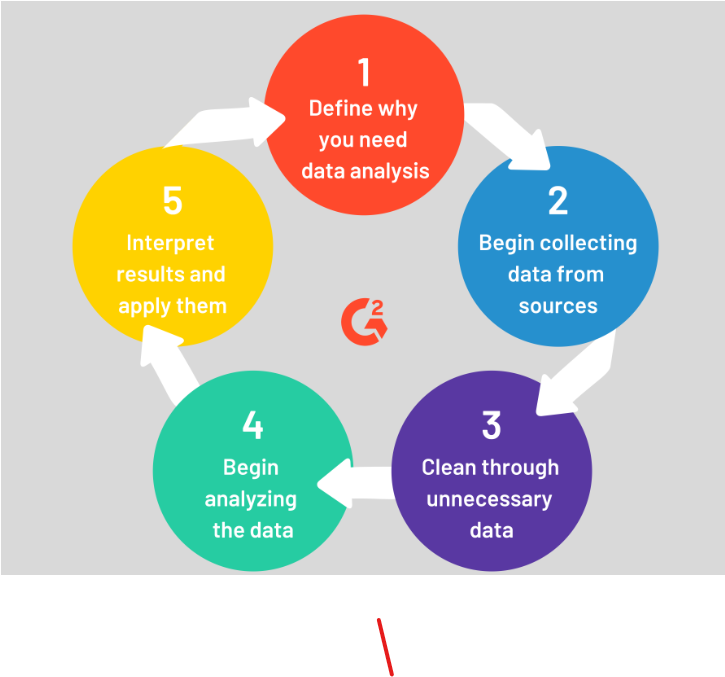 1
Define why
you need
data analysis
2
Begin collecting
data from
sources
3
Clean through
unnecessary
data
4
Begin
analyzing
the data
5
Interpret
results and
apply them
G2